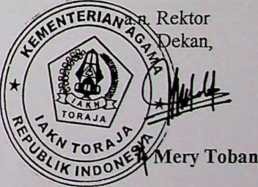 a.n. Rektor
Dekan,
KEMENTERIAN AGAMA
IAKN
TORAJA
IAKN TORAJA
REPUBLIK INDONESIA
Mery Toban